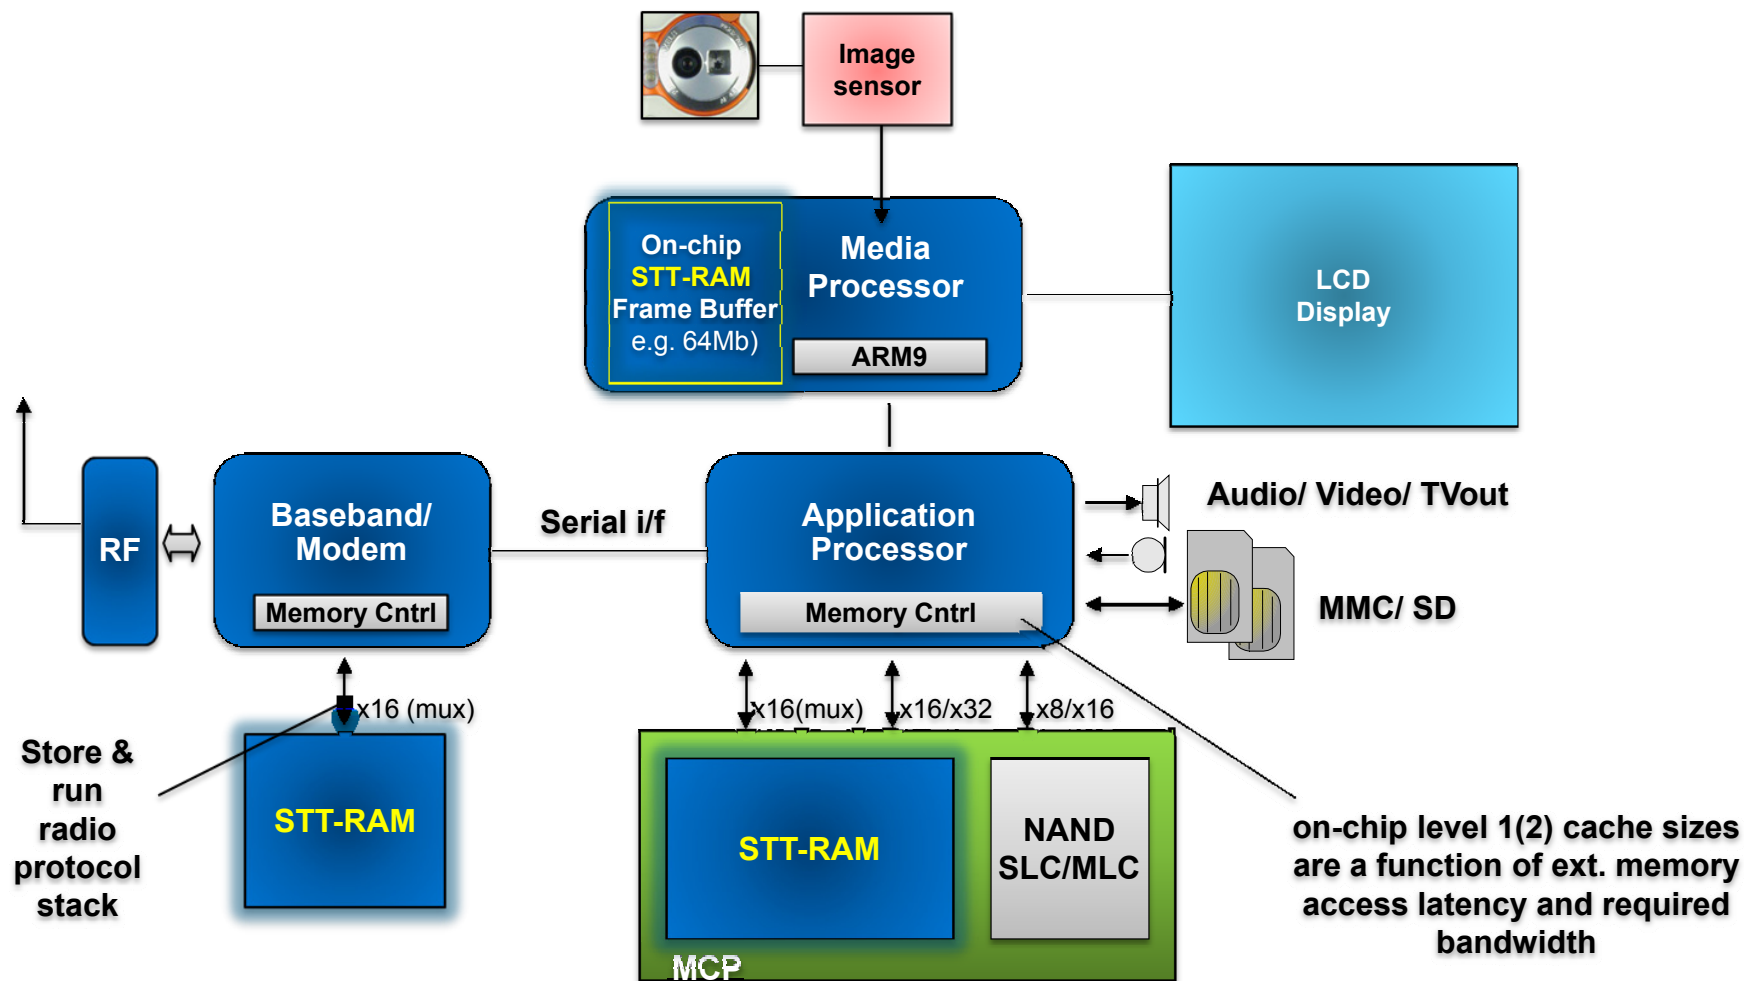 Image
sensor
On-chip
STT-RAM
Frame Buffer
e.g. 64Mb)
Media
Processor
ARM9
LCD
Display
RF
Baseband/
Modem
Memory Cntrl
Serial i/f
Application
Processor
Memory Cntrl
Audio/ Video/ TVout
MMC/ SD
x16 (mux)
x16(mux)
x16/x32
x8/x16
Store &
run
radio
protocol
stack
STT-RAM
STT-RAM
NAND
SLC/MLC
MCP
on-chip level 1(2) cache sizes
are a function of ext. memory
access latency and required
bandwidth